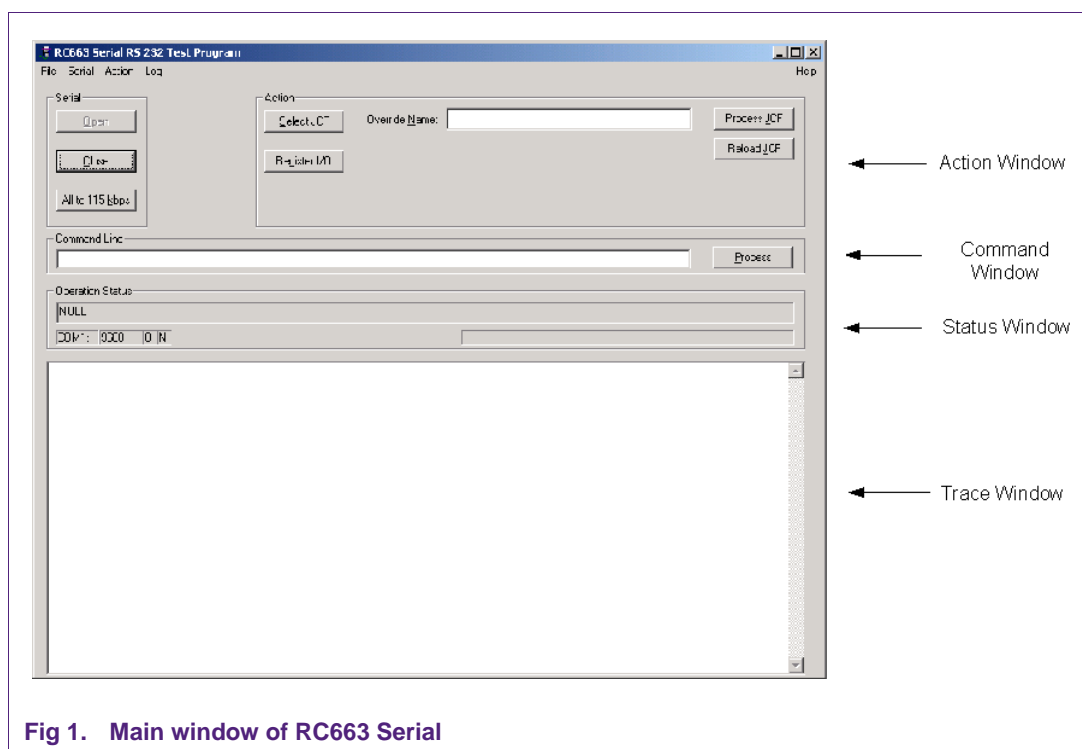 RC663 Serial RS 232 Test Program
File Serial Action Log Help
Serial
Open
Close
All to 115 kbps
Action
Select JCF
Override Name:
Process JCF
Reload JCF
Register I/O
Command Line
Process
Operation Status
NULL
COM1: 9600 N
Action Window
Command
Window
Status Window
Trace Window
Fig 1. Main window of RC663 Serial